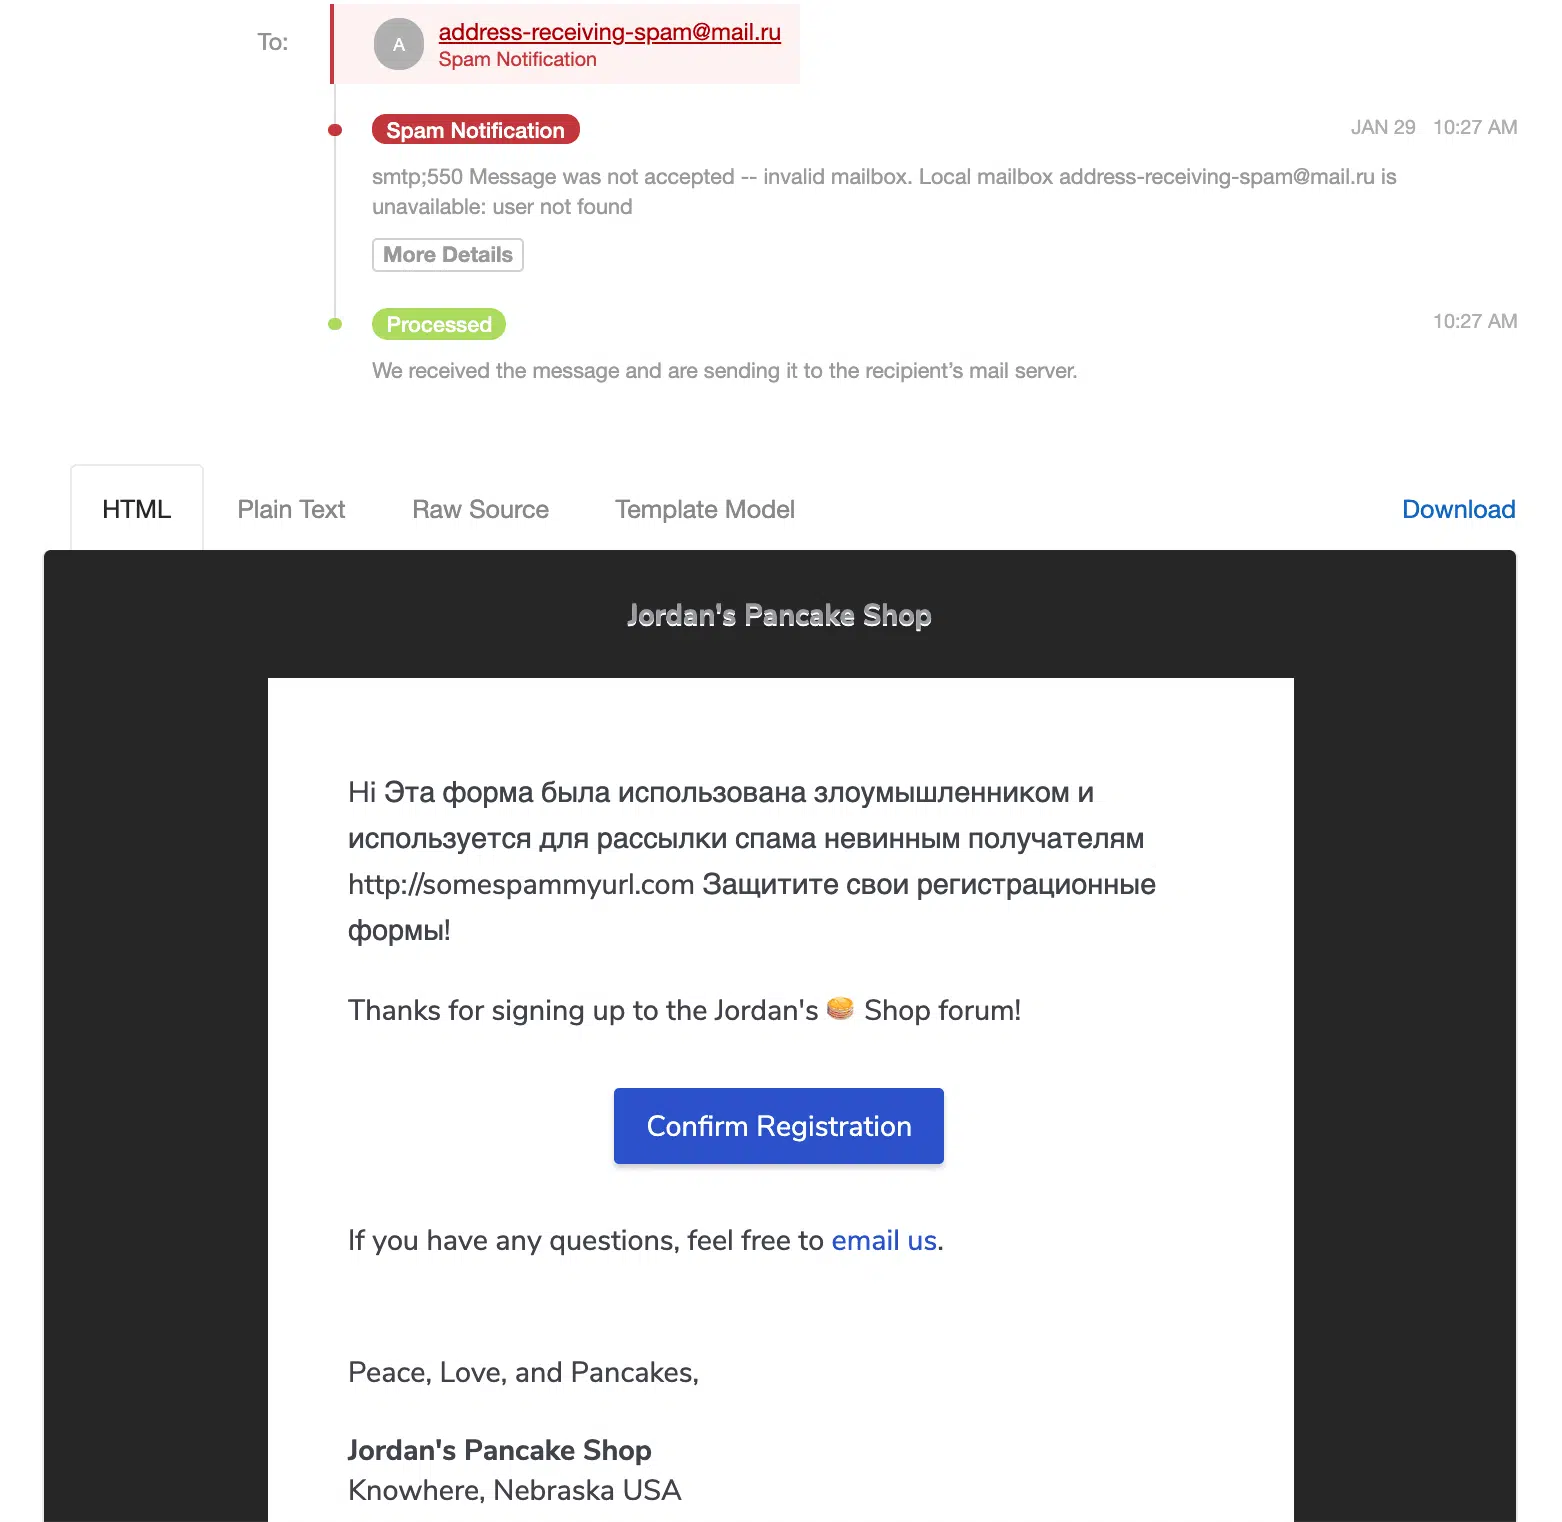 To:
A
address-receiving-spam@mail.ru
Spam Notification
Spam Notification
JAN 29 10:27 AM
smtp;550 Message was not accepted -- invalid mailbox. Local mailbox address-receiving-spam@mail.ru is
unavailable: user not found
More Details
Processed
10:27 AM
We received the message and are sending it to the recipient’s mail server.
HTML Plain Text Raw Source Template Model Download
Jordan's Pancake Shop
Hi Эта форма была использована злоумышленником и
используется для рассылки спама невинным получателям
http://somespammyurl.com Защитите свои регистрационные
формы!
Thanks for signing up to the Jordan's 🥞 Shop forum!
Confirm Registration
If you have any questions, feel free to email us.
Peace, Love, and Pancakes,
Jordan's Pancake Shop
Knowhere, Nebraska USA